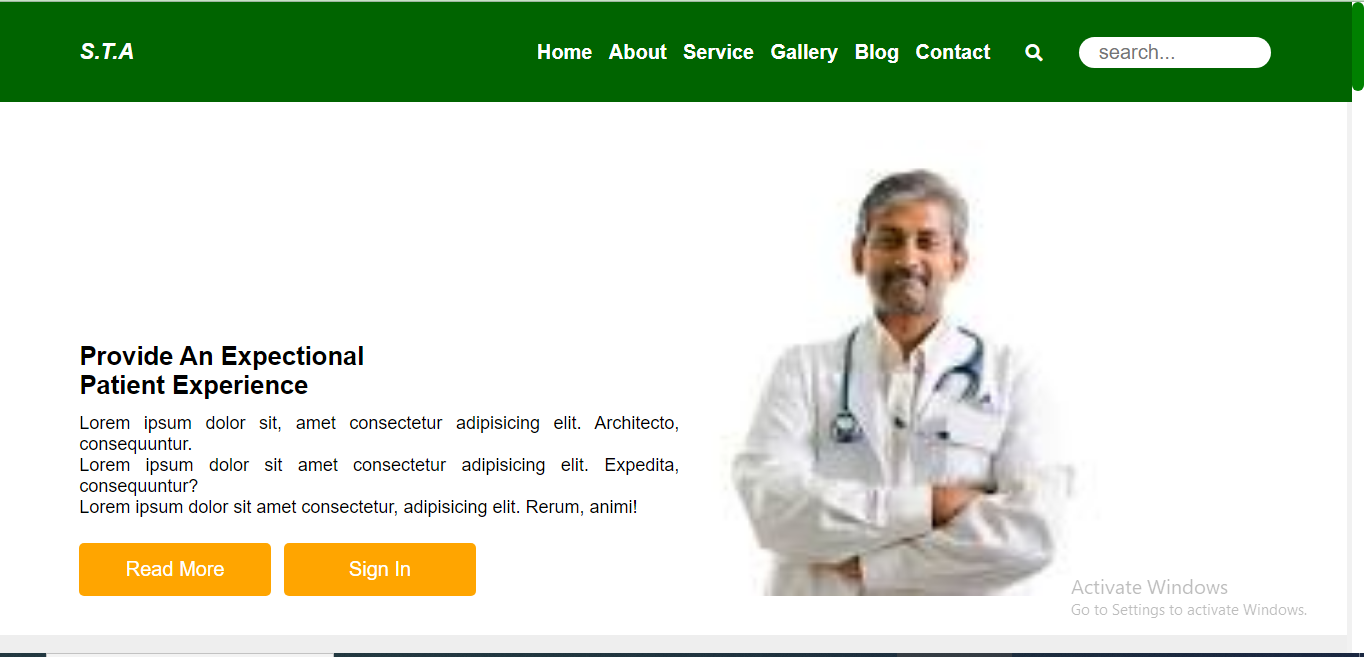 S.T.A
Home About Service Gallery Blog Contact
search...
Provide An Expectional
Patient Experience
Lorem ipsum dolor sit, amet consectetur adipisicing elit. Architecto,
consequuntur.
Lorem ipsum dolor sit amet consectetur adipisicing elit. Expedita,
consequuntur?
Lorem ipsum dolor sit amet consectetur, adipisicing elit. Rerum, animi!
Read More
Sign In
Activate Windows
Go to Settings to activate Windows.